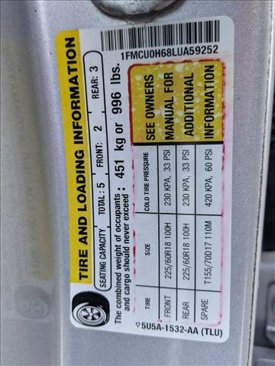 1FMCU0H68LUA59252
TIRE AND LOADING INFORMATION
SEATING CAPACITY TOTAL: 5 FRONT: 2 REAR: 3
The combined weight of occupants and cargo should never exceed: 451 kg or 996 lbs.
TIRE SIZE COLD TIRE PRESSURE
FRONT 225/60R18 100H 230 KPA, 33 PSI
REAR 225/60R18 100H 230 KPA, 33 PSI
SPARE T155/70D17 110M 420 KPA, 60 PSI
SEE OWNERS
MANUAL FOR
ADDITIONAL
INFORMATION
5U5A-1532-AA (TLU)